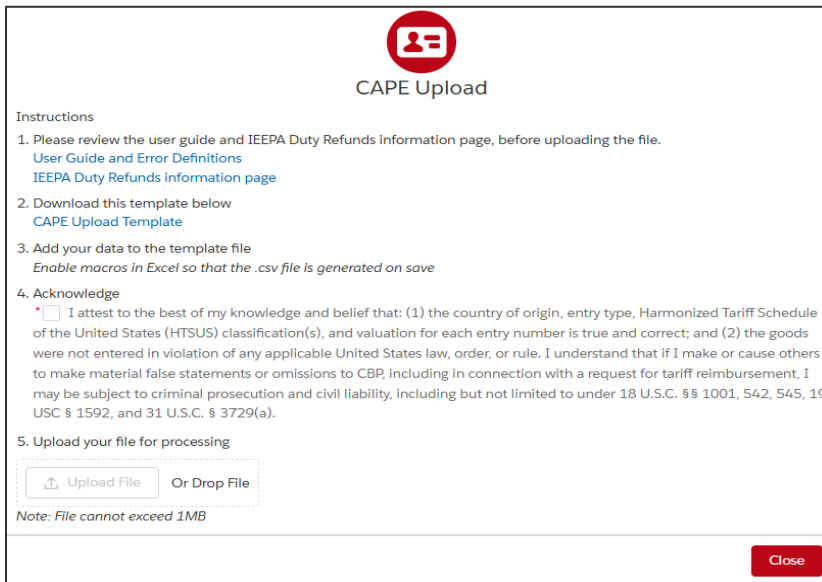 CAPE Upload
Instructions
1. Please review the user guide and IEEPA Duty Refunds information page, before uploading the file.
User Guide and Error Definitions
IEEPA Duty Refunds information page
2. Download this template below
CAPE Upload Template
3. Add your data to the template file
Enable macros in Excel so that the .csv file is generated on save
4. Acknowledge
* I attest to the best of my knowledge and belief that: (1) the country of origin, entry type, Harmonized Tariff Schedule
of the United States (HTSUS) classification(s), and valuation for each entry number is true and correct; and (2) the goods
were not entered in violation of any applicable United States law, order, or rule. I understand that if I make or cause others
to make material false statements or omissions to CBP, including in connection with a request for tariff reimbursement, I
may be subject to criminal prosecution and civil liability, including but not limited to under 18 U.S.C. §§ 1001, 542, 545, 19
USC § 1592, and 31 U.S.C. § 3729(a).
5. Upload your file for processing
Upload File Or Drop File
Note: File cannot exceed 1MB
Close